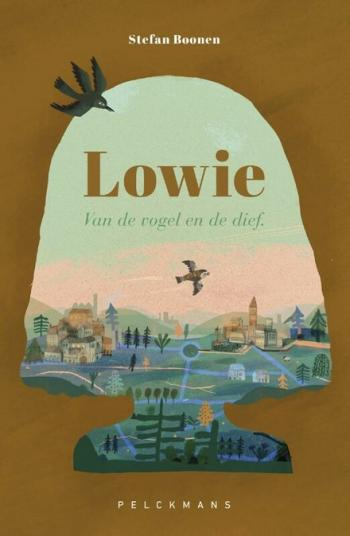 Stefan Boonen
Lowie
Van de vogel en de dief.
PELCKMANS